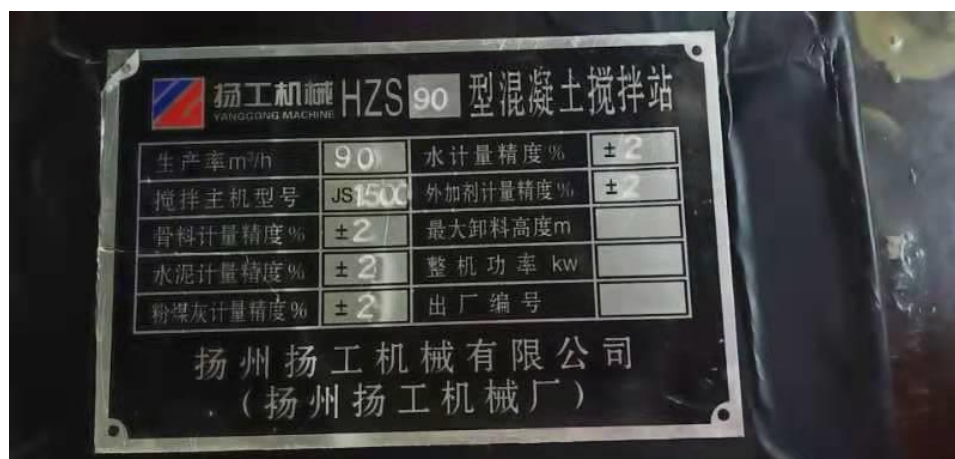 扬工机械 HZS 90 型混凝土搅拌站
YANGGONG MACHINE
生产率m³/h 90 水计量精度% ±2
搅拌主机型号 JS1500 外加剂计量精度% ±2
骨料计量精度% ±2 最大卸料高度m
水泥计量精度% ±2 整机功率 kw
粉煤灰计量精度% ±2 出厂编号
扬州扬工机械有限公司
（扬州扬工机械厂）